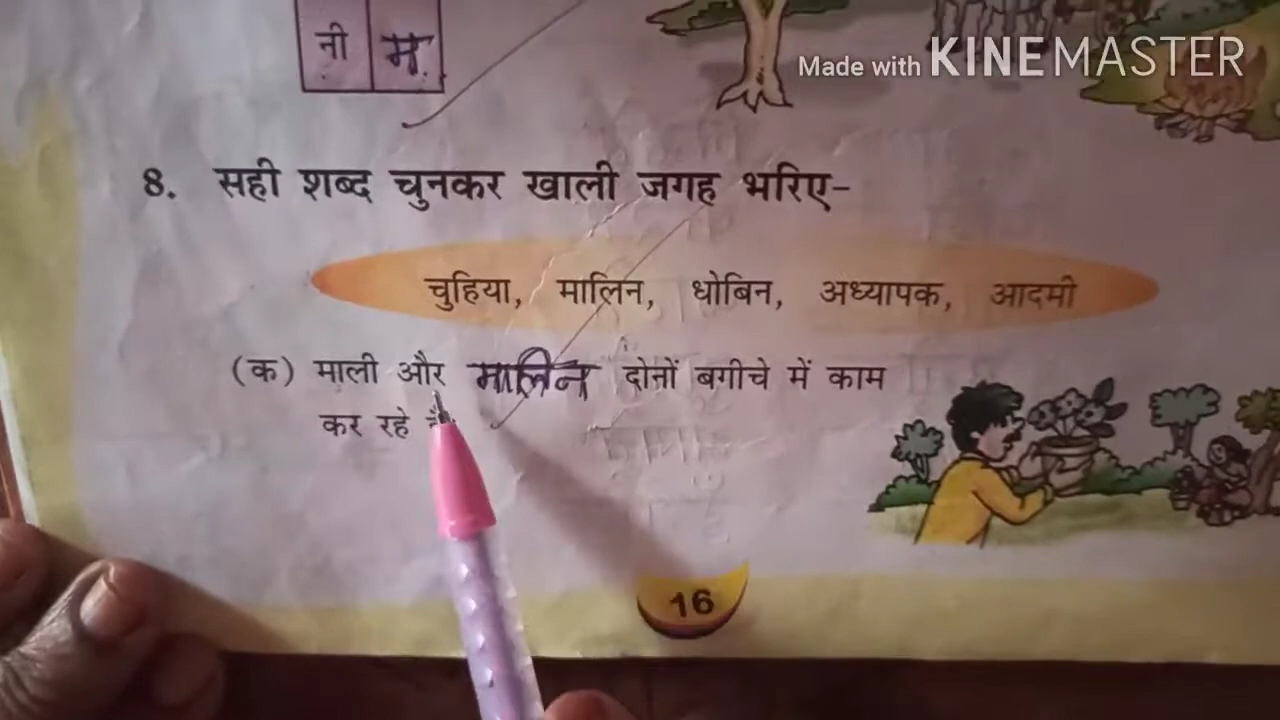 नी म
Made with KINEMASTER
8. सही शब्द चुनकर खाली जगह भरिए-
चुहिया, मालिन, धोबिन, अध्यापक, आदमी
(क) माली और मालिन दोनों बगीचे में काम
कर रहे
16